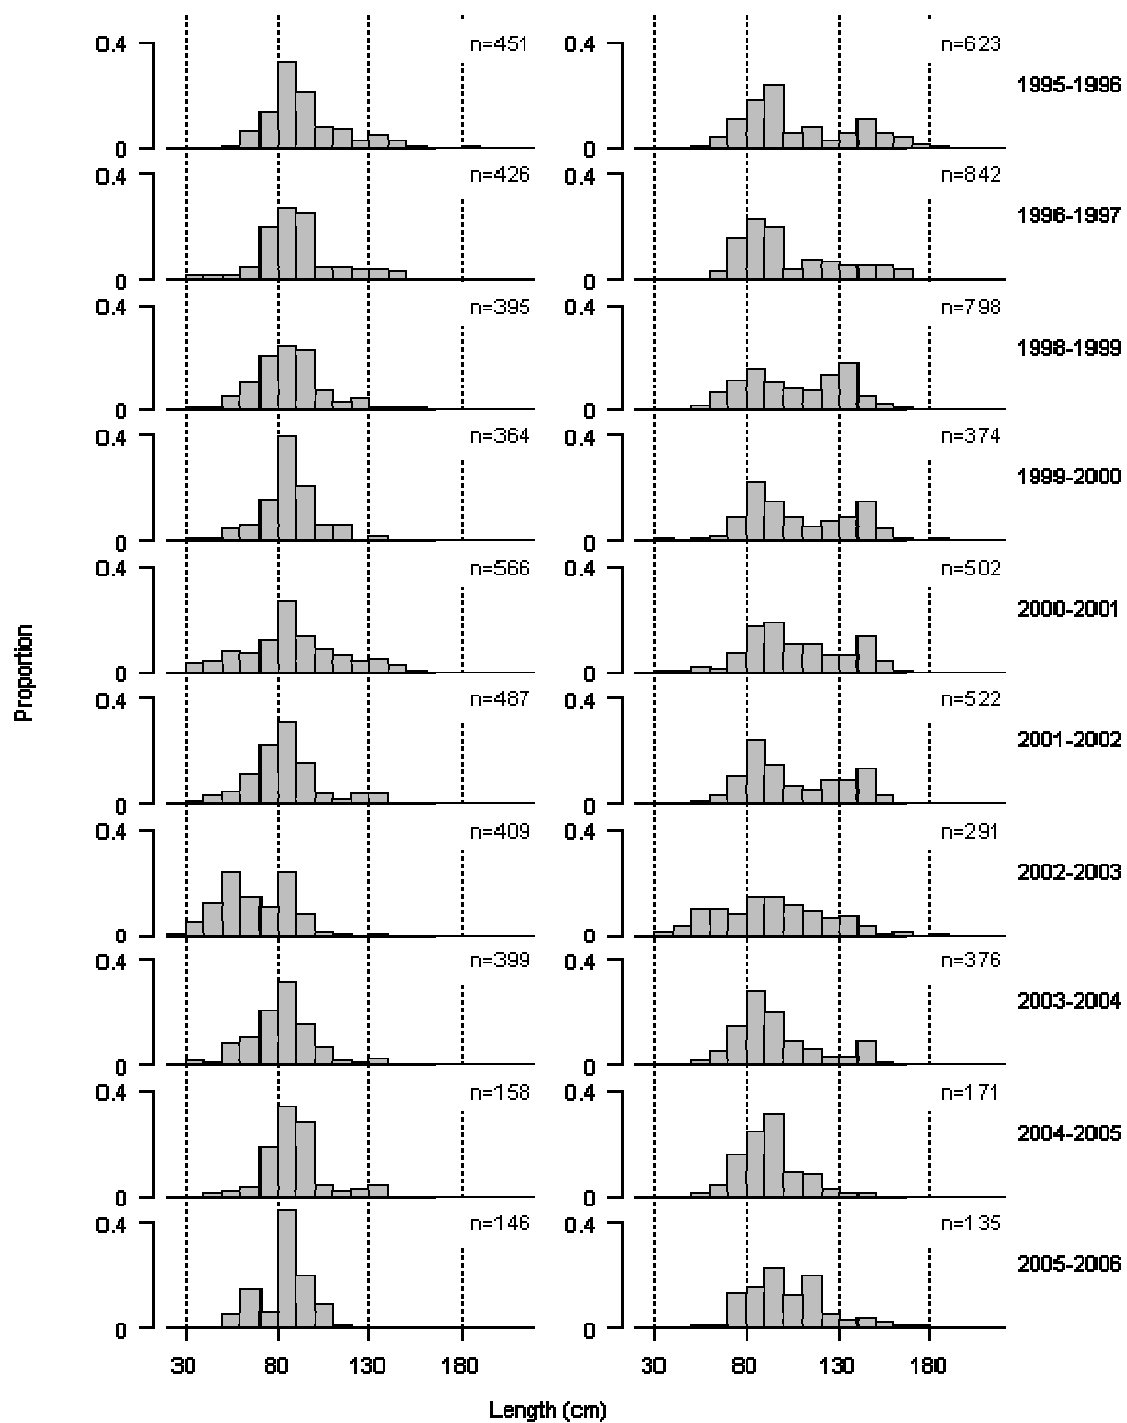 0.4 n=451 0.4 n=623
1995-1996
0 0
n=426 n=842
0.4 0.4
1996-1997
0 0
0.4 n=395 0.4 n=798
1998-1999
0 0
0.4 n=364 0.4 n=374
1999-2000
0 0
0.4 n=566 0.4 n=502
2000-2001
0 0
0.4 n=487 0.4 n=522
2001-2002
0 0
0.4 n=409 0.4 n=291
2002-2003
0 0
0.4 n=399 0.4 n=376
2003-2004
0 0
0.4 n=158 0.4 n=171
2004-2005
0 0
0.4 n=146 0.4 n=135
2005-2006
0 0
30 80 130 180 30 80 130 180
Length (cm)
Proportion